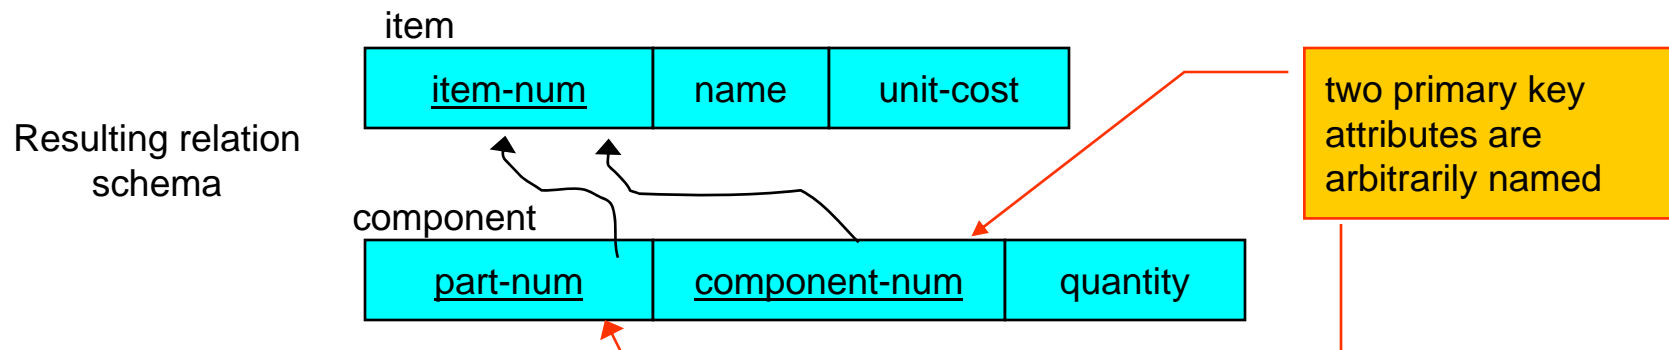 item
item-num name unit-cost
two primary key
attributes are
arbitrarily named
Resulting relation
schema
component
part-num component-num quantity